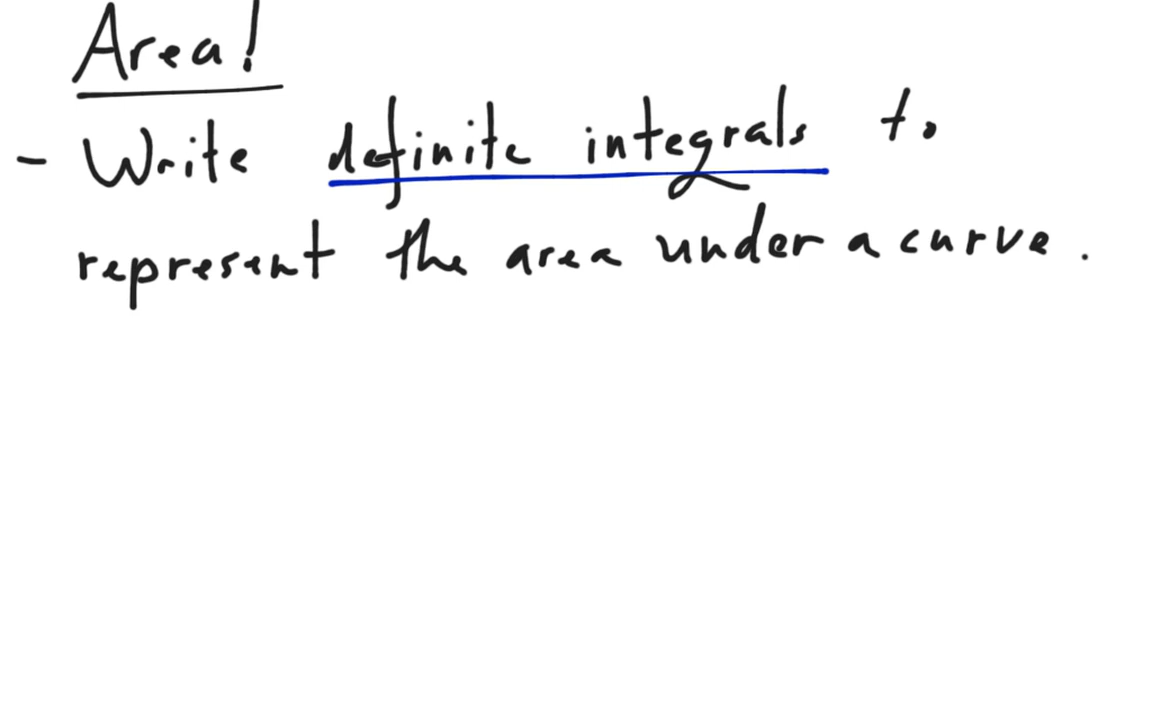 Area!
- Write definite integrals to
represent the area under a curve.